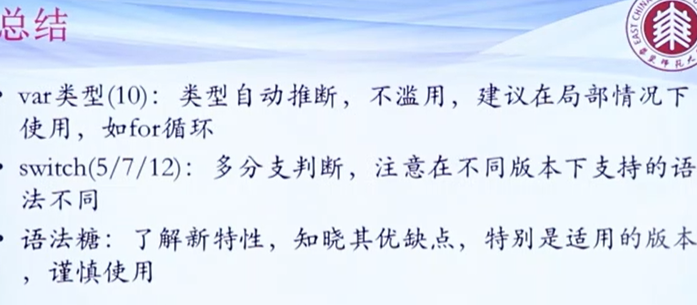 总结
EAST CHINA
• var类型(10)：类型自动推断，不滥用，建议在局部情况下
使用，如for循环
• switch(5/7/12)：多分支判断，注意在不同版本下支持的语
法不同
• 语法糖：了解新特性，知晓其优缺点，特别是适用的版本
，谨慎使用